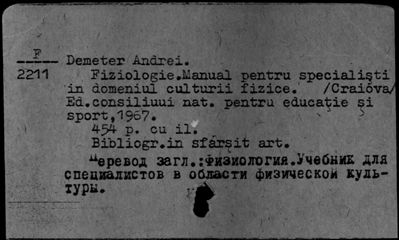 F
2211
Demeter Andrei.
Fiziologie.Manual pentru specialişti
in domeniul culturii fizice. /Craiova/
Ed.consiliuui nat. pentru educaţie şi
sport,1967.
454 p. cu il.
Bibliogr.in sfârşit art.
Перевод загл.:Физиология.Учебник для
специалистов в области физической куль-
туры.